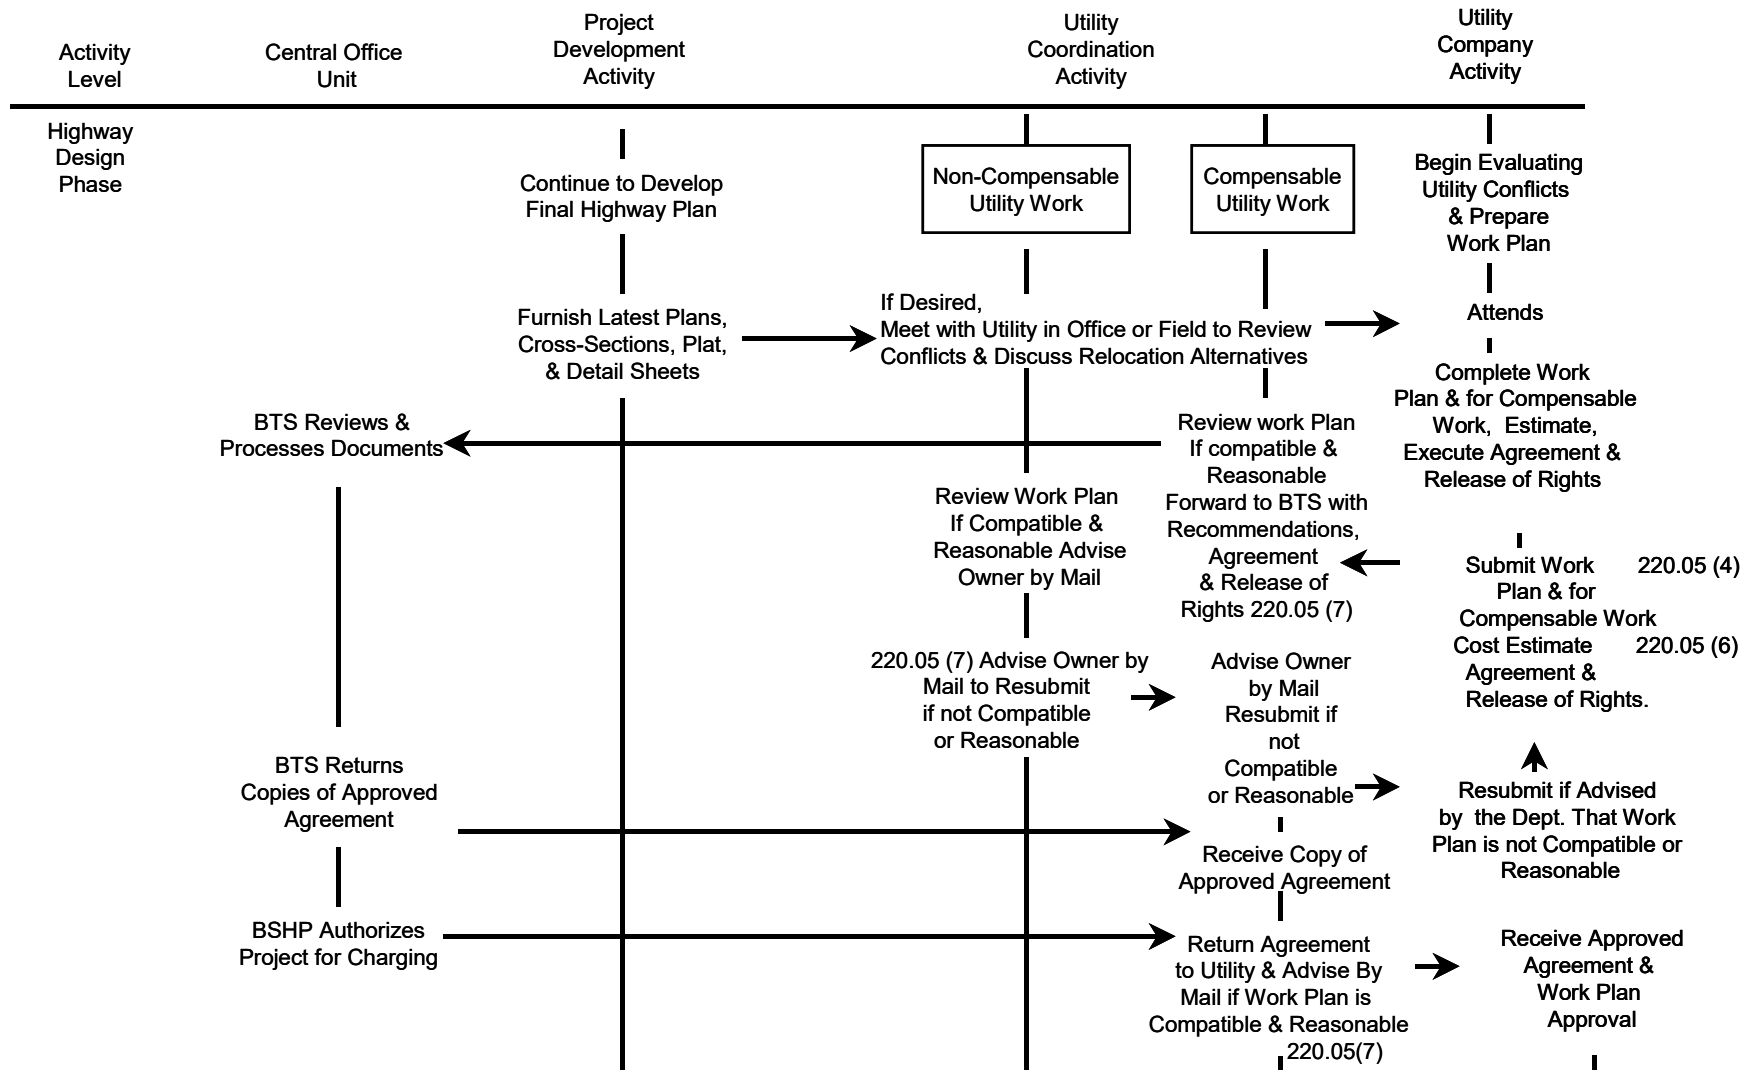 Activity
Level
Central Office
Unit
Project
Development
Activity
Utility
Coordination
Activity
Utility
Company
Activity
Highway
Design
Phase
Continue to Develop
Final Highway Plan
Non-Compensable
Utility Work
Compensable
Utility Work
Begin Evaluating
Utility Conflicts
& Prepare
Work Plan
Furnish Latest Plans,
Cross-Sections, Plat,
& Detail Sheets
If Desired,
Meet with Utility in Office or Field to Review
Conflicts & Discuss Relocation Alternatives
Attends
Complete Work
Plan & for Compensable
Work, Estimate,
Execute Agreement &
Release of Rights
BTS Reviews &
Processes Documents
Review work Plan
If compatible &
Reasonable
Forward to BTS with
Recommendations,
Agreement
& Release of
Rights 220.05 (7)
Review Work Plan
If Compatible &
Reasonable Advise
Owner by Mail
Submit Work 220.05 (4)
Plan & for
Compensable Work
Cost Estimate 220.05 (6)
Agreement &
Release of Rights.
220.05 (7) Advise Owner by
Mail to Resubmit
if not Compatible
or Reasonable
Advise Owner
by Mail
Resubmit if
not
Compatible
or Reasonable
BTS Returns
Copies of Approved
Agreement
Resubmit if Advised
by the Dept. That Work
Plan is not Compatible or
Reasonable
Receive Copy of
Approved Agreement
BSHP Authorizes
Project for Charging
Return Agreement
to Utility & Advise By
Mail if Work Plan is
Compatible & Reasonable
220.05(7)
Receive Approved
Agreement &
Work Plan
Approval